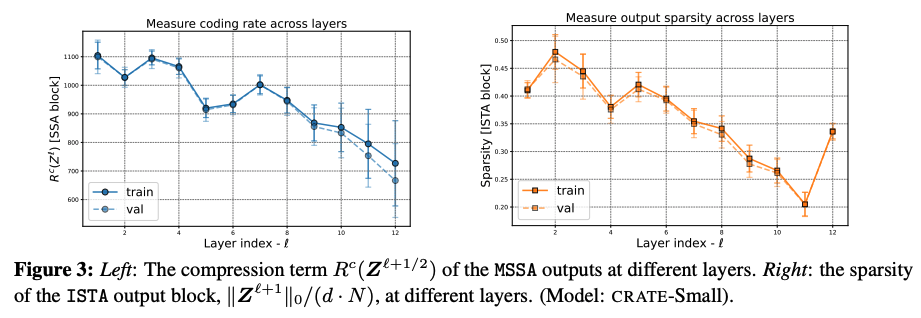 Measure coding rate across layers
R^c(Z^ℓ) [SSA block]
1100
1000
900
800
700
600
train
val
2
4
6
8
10
12
Layer index - ℓ
Measure output sparsity across layers
Sparsity [ISTA block]
0.50
0.45
0.40
0.35
0.30
0.25
0.20
train
val
2
4
6
8
10
12
Layer index - ℓ
Figure 3: Left: The compression term R^c(Z^{ℓ+1/2}) of the MSSA outputs at different layers. Right: the sparsity
of the ISTA output block, ‖Z^{ℓ+1}‖_0/(d · N), at different layers. (Model: CRATE-Small).